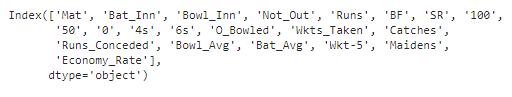 Index(['Mat', 'Bat_Inn', 'Bowl_Inn', 'Not_Out', 'Runs', 'BF', 'SR', '100',
'50', '0', '4s', '6s', 'O_Bowled', 'Wkts_Taken', 'Catches',
'Runs_Conceded', 'Bowl_Avg', 'Bat_Avg', 'Wkt-5', 'Maidens',
'Economy_Rate'],
dtype='object')